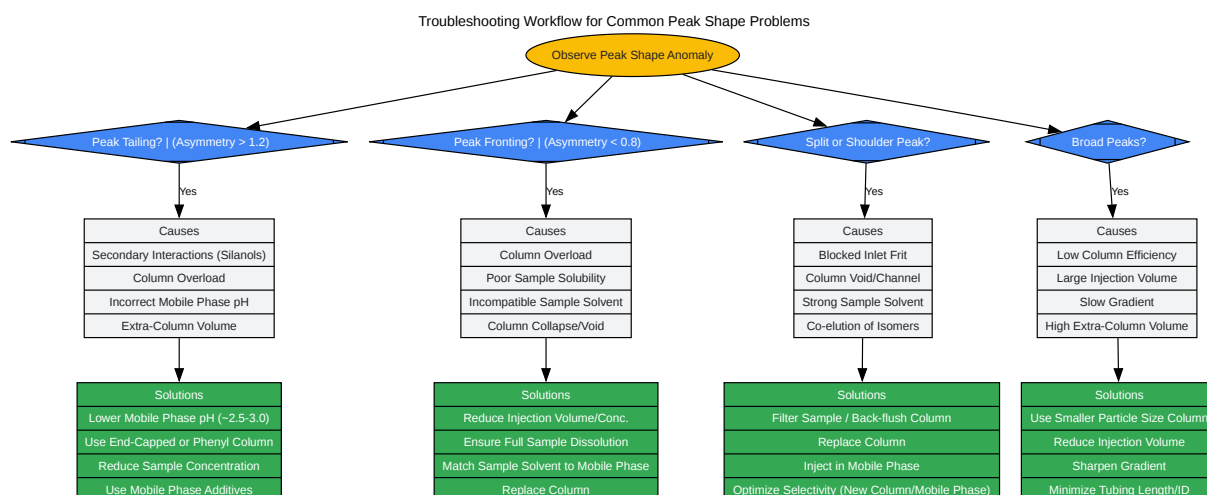 Troubleshooting Workflow for Common Peak Shape Problems
Observe Peak Shape Anomaly
Peak Tailing? | (Asymmetry > 1.2)
Peak Fronting? | (Asymmetry < 0.8)
Split or Shoulder Peak?
Broad Peaks?
Yes
Yes
Yes
Yes
Causes
Secondary Interactions (Silanols)
Column Overload
Incorrect Mobile Phase pH
Extra-Column Volume
Causes
Column Overload
Poor Sample Solubility
Incompatible Sample Solvent
Column Collapse/Void
Causes
Blocked Inlet Frit
Column Void/Channel
Strong Sample Solvent
Co-elution of Isomers
Causes
Low Column Efficiency
Large Injection Volume
Slow Gradient
High Extra-Column Volume
Solutions
Lower Mobile Phase pH (~2.5-3.0)
Use End-Capped or Phenyl Column
Reduce Sample Concentration
Use Mobile Phase Additives
Solutions
Reduce Injection Volume/Conc.
Ensure Full Sample Dissolution
Match Sample Solvent to Mobile Phase
Replace Column
Solutions
Filter Sample / Back-flush Column
Replace Column
Inject in Mobile Phase
Optimize Selectivity (New Column/Mobile Phase)
Solutions
Use Smaller Particle Size Column
Reduce Injection Volume
Sharpen Gradient
Minimize Tubing Length/ID